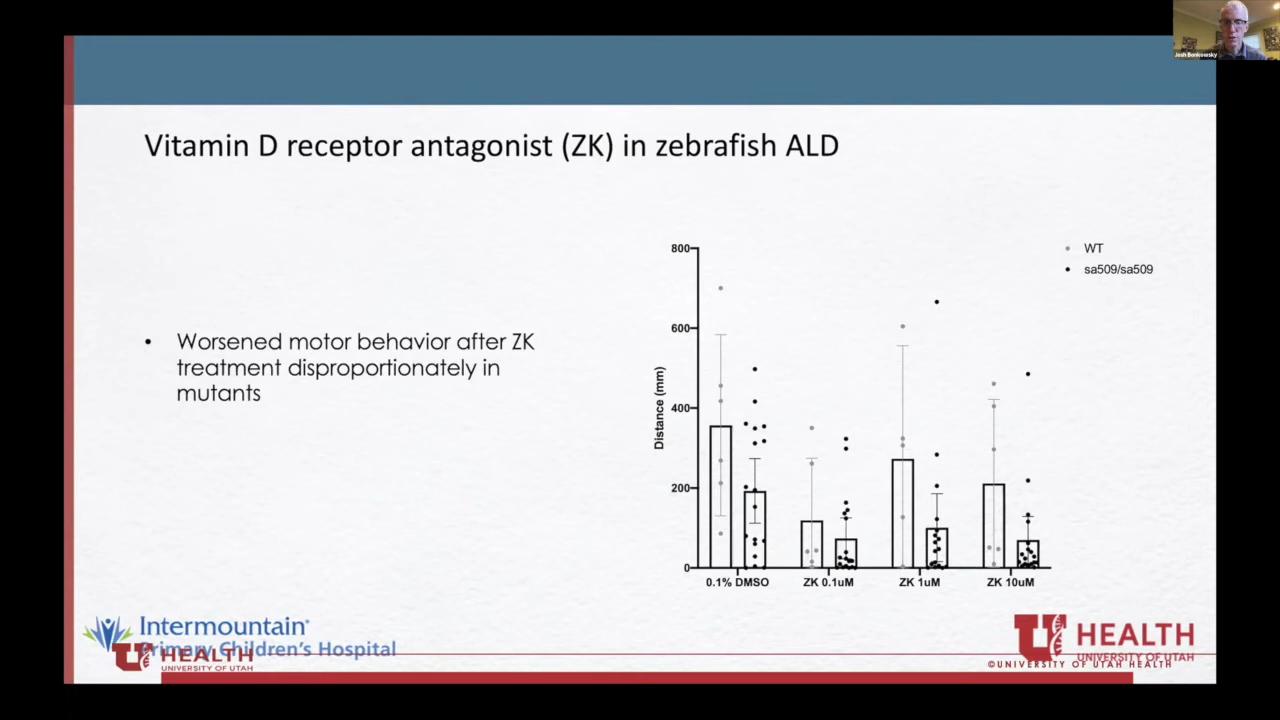 Josh Bonkowsky
Vitamin D receptor antagonist (ZK) in zebrafish ALD
• Worsened motor behavior after ZK
treatment disproportionately in
mutants
WT
sa509/sa509
Distance (mm)
800
600
400
200
0
0.1% DMSO
ZK 0.1uM
ZK 1uM
ZK 10uM
Intermountain
Primary Children's Hospital
HEALTH
UNIVERSITY OF UTAH
HEALTH
UNIVERSITY OF UTAH
©UNIVERSITY OF UTAH HEALTH